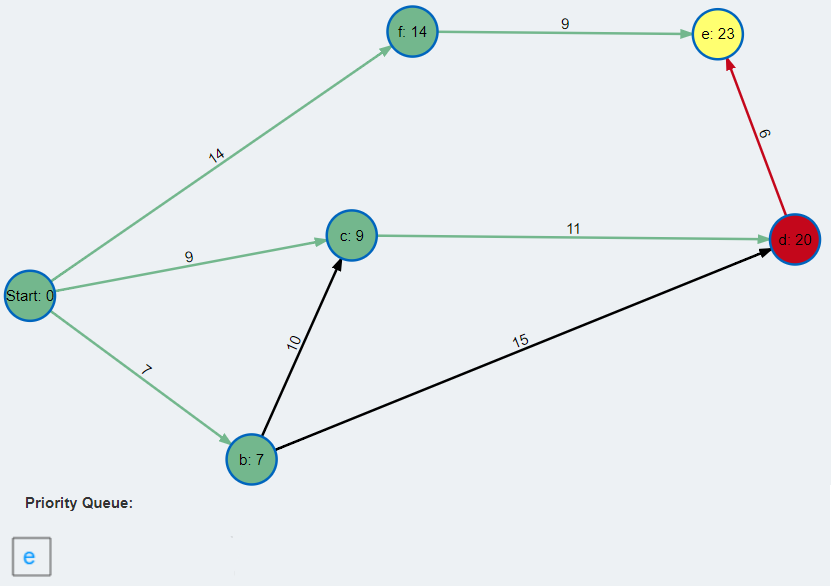 f: 14
9
e: 23
6
14
9
c: 9
11
d: 20
Start: 0
10
15
7
b: 7
Priority Queue:
e